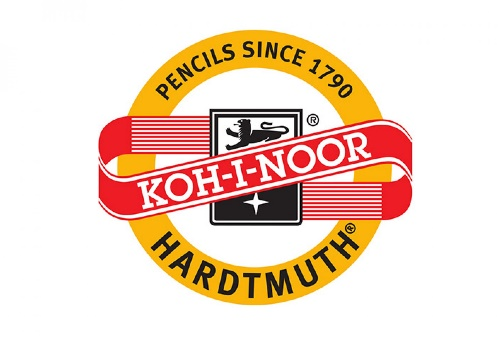 PENCILS SINCE 1790
®
KOH-I-NOOR
HARDTMUTH®